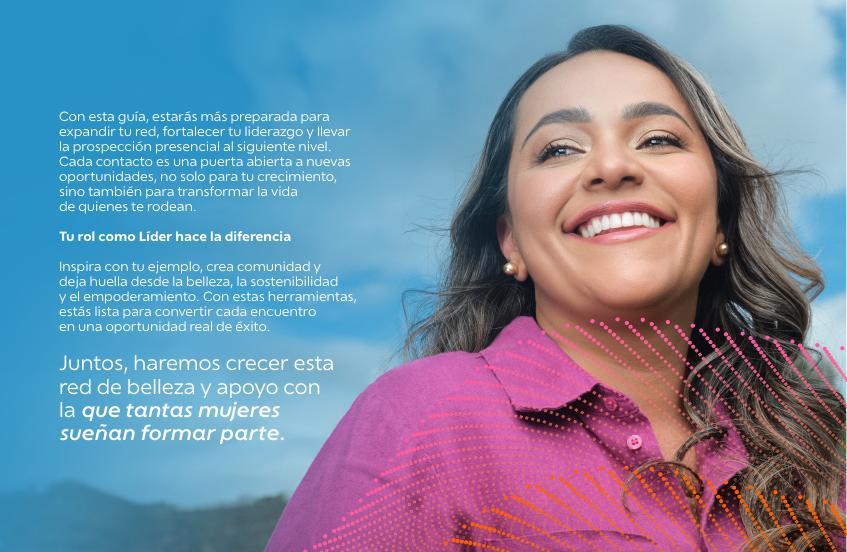 Con esta guía, estarás más preparada para
expandir tu red, fortalecer tu liderazgo y llevar
la prospección presencial al siguiente nivel.
Cada contacto es una puerta abierta a nuevas
oportunidades, no solo para tu crecimiento,
sino también para transformar la vida
de quienes te rodean.
Tu rol como Líder hace la diferencia
Inspira con tu ejemplo, crea comunidad y
deja huella desde la belleza, la sostenibilidad
y el empoderamiento. Con estas herramientas,
estás lista para convertir cada encuentro
en una oportunidad real de éxito.
Juntos, haremos crecer esta
red de belleza y apoyo con
la que tantas mujeres
sueñan formar parte.